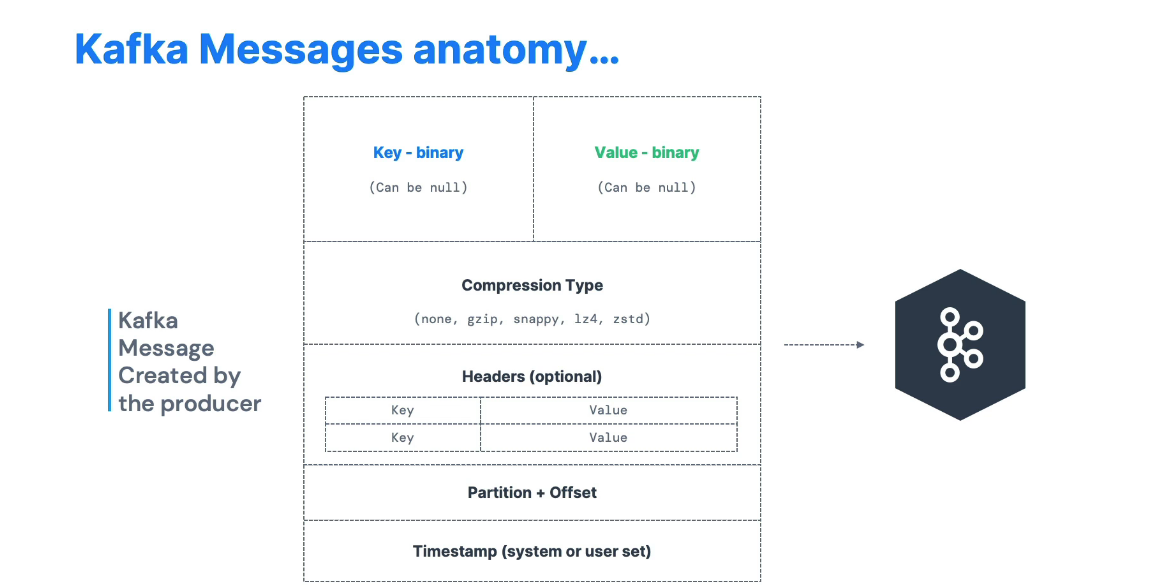 Kafka Messages anatomy...
Key - binary
Value - binary
(Can be null)
(Can be null)
Compression Type
(none, gzip, snappy, lz4, zstd)
Kafka
Message
Created by
the producer
Headers (optional)
Key
Value
Key
Value
Partition + Offset
Timestamp (system or user set)